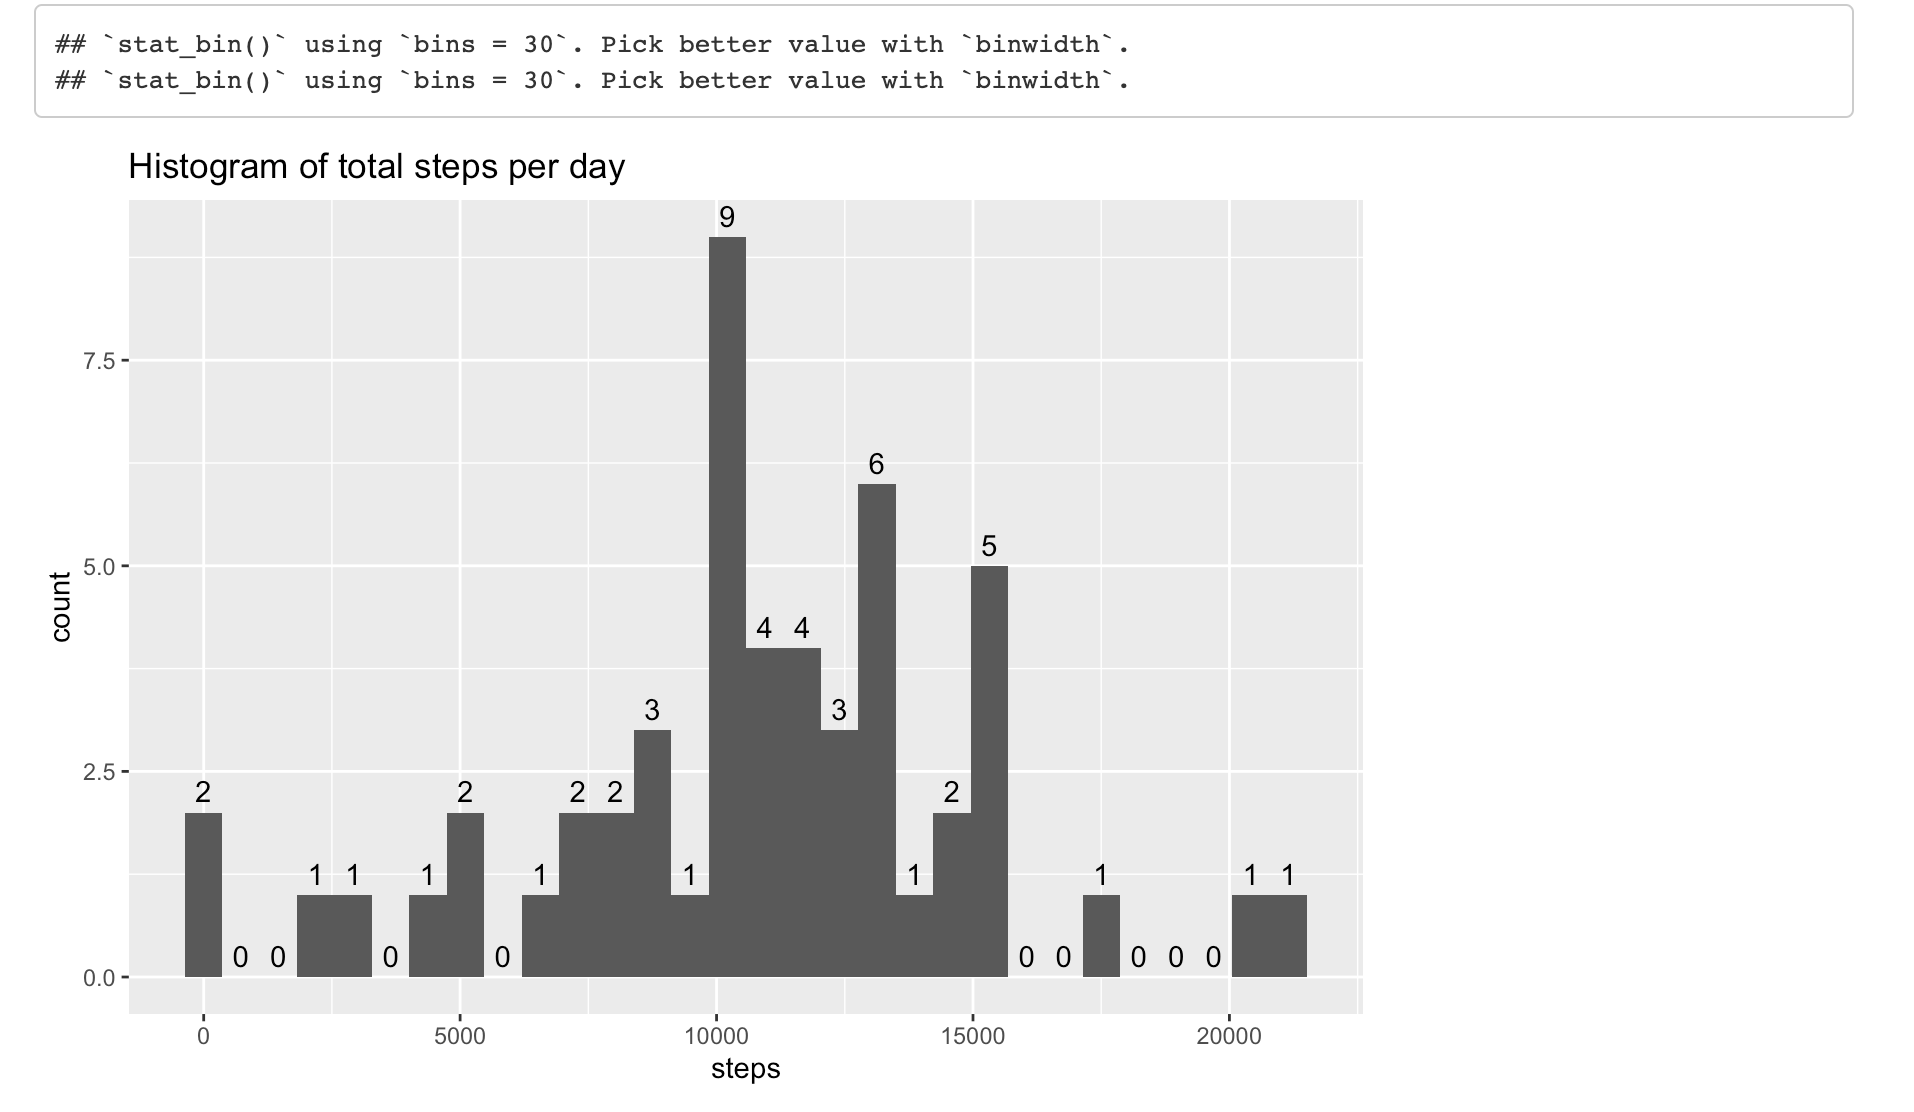 ## `stat_bin()` using `bins = 30`. Pick better value with `binwidth`.
## `stat_bin()` using `bins = 30`. Pick better value with `binwidth`.
Histogram of total steps per day
9
7.5
6
5
5.0
4 4
count
3 3
2.5
2 2 2 2 2
1 1 1 1 1 1 1 1 1
0 0 0 0 0 0 0 0 0
0.0
0 5000 10000 15000 20000
steps